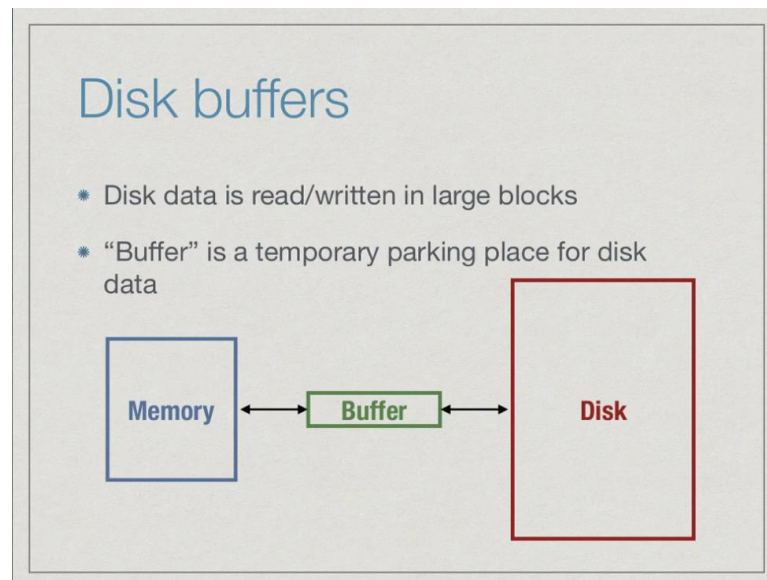 Disk buffers
Disk data is read/written in large blocks
“Buffer” is a temporary parking place for disk
data
Memory
Buffer
Disk